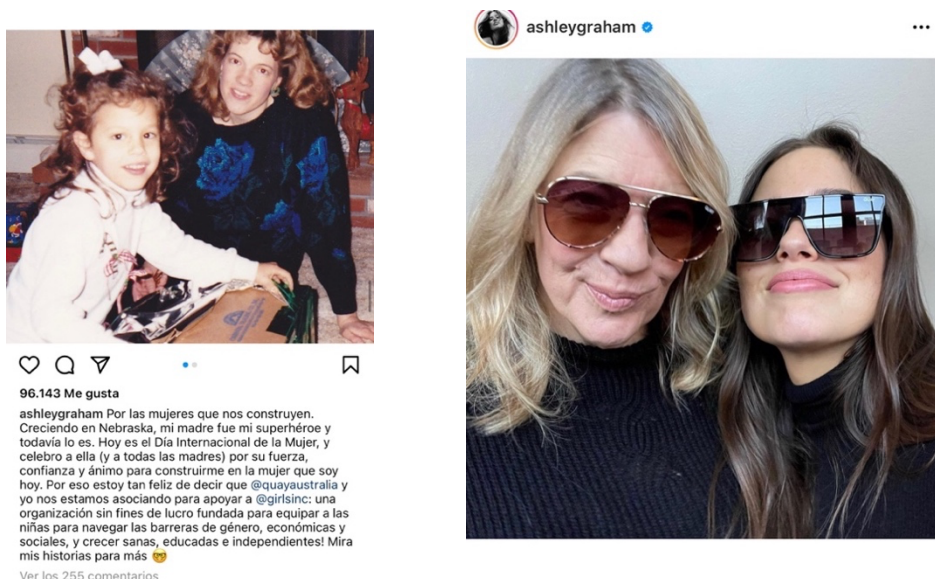 96.143 Me gusta
ashleygraham Por las mujeres que nos construyen.
Creciendo en Nebraska, mi madre fue mi superhéroe y
todavía lo es. Hoy es el Día Internacional de la Mujer, y
celebro a ella (y a todas las madres) por su fuerza,
confianza y ánimo para construirme en la mujer que soy
hoy. Por eso estoy tan feliz de decir que @quayaustralia y
yo nos estamos asociando para apoyar a @girlsinc: una
organización sin fines de lucro fundada para equipar a las
niñas para navegar las barreras de género, económicas y
sociales, y crecer sanas, educadas e independientes! Mira
mis historias para más 🤓
Ver los 255 comentarios
ashleygraham